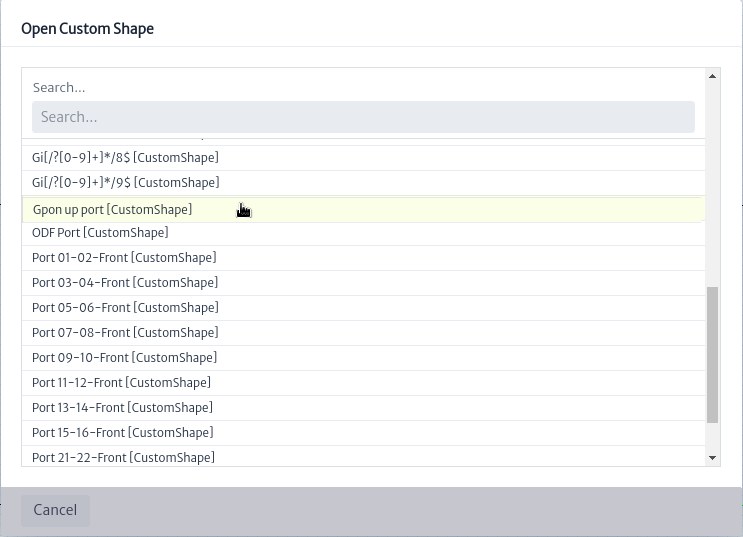 Open Custom Shape
Search...
Search...
Gi[/?[0-9]+]*/8$ [CustomShape]
Gi[/?[0-9]+]*/9$ [CustomShape]
Gpon up port [CustomShape]
ODF Port [CustomShape]
Port 01-02-Front [CustomShape]
Port 03-04-Front [CustomShape]
Port 05-06-Front [CustomShape]
Port 07-08-Front [CustomShape]
Port 09-10-Front [CustomShape]
Port 11-12-Front [CustomShape]
Port 13-14-Front [CustomShape]
Port 15-16-Front [CustomShape]
Port 21-22-Front [CustomShape]
Cancel